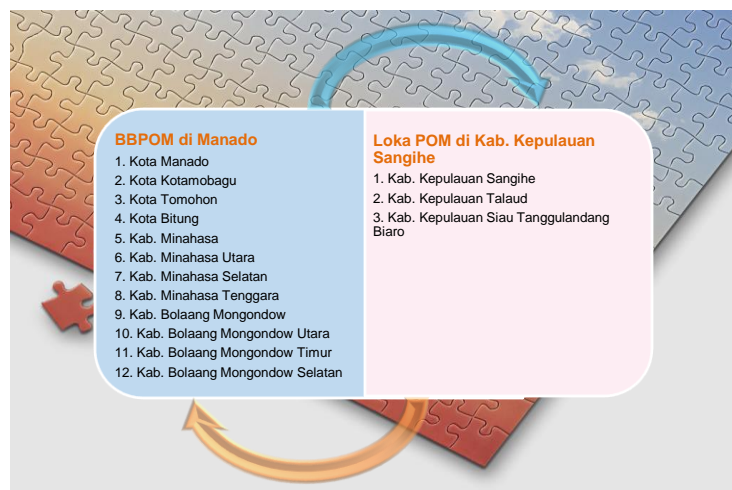 BBPOM di Manado
1. Kota Manado
2. Kota Kotamobagu
3. Kota Tomohon
4. Kota Bitung
5. Kab. Minahasa
6. Kab. Minahasa Utara
7. Kab. Minahasa Selatan
8. Kab. Minahasa Tenggara
9. Kab. Bolaang Mongondow
10. Kab. Bolaang Mongondow Utara
11. Kab. Bolaang Mongondow Timur
12. Kab. Bolaang Mongondow Selatan
Loka POM di Kab. Kepulauan
Sangihe
1. Kab. Kepulauan Sangihe
2. Kab. Kepulauan Talaud
3. Kab. Kepulauan Siau Tanggulandang
Biaro